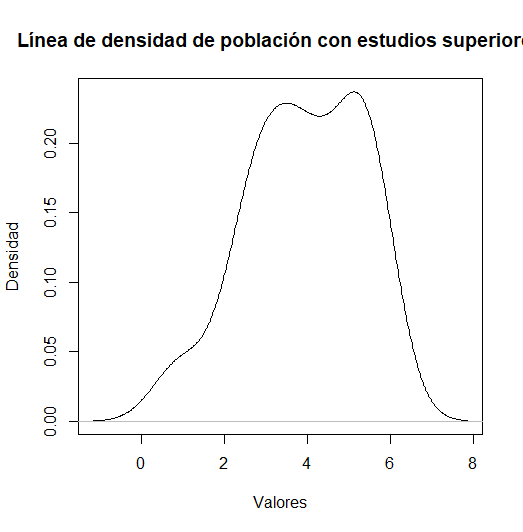 Línea de densidad de población con estudios superiore
Densidad
0.20
0.15
0.10
0.05
0.00
0 2 4 6 8
Valores